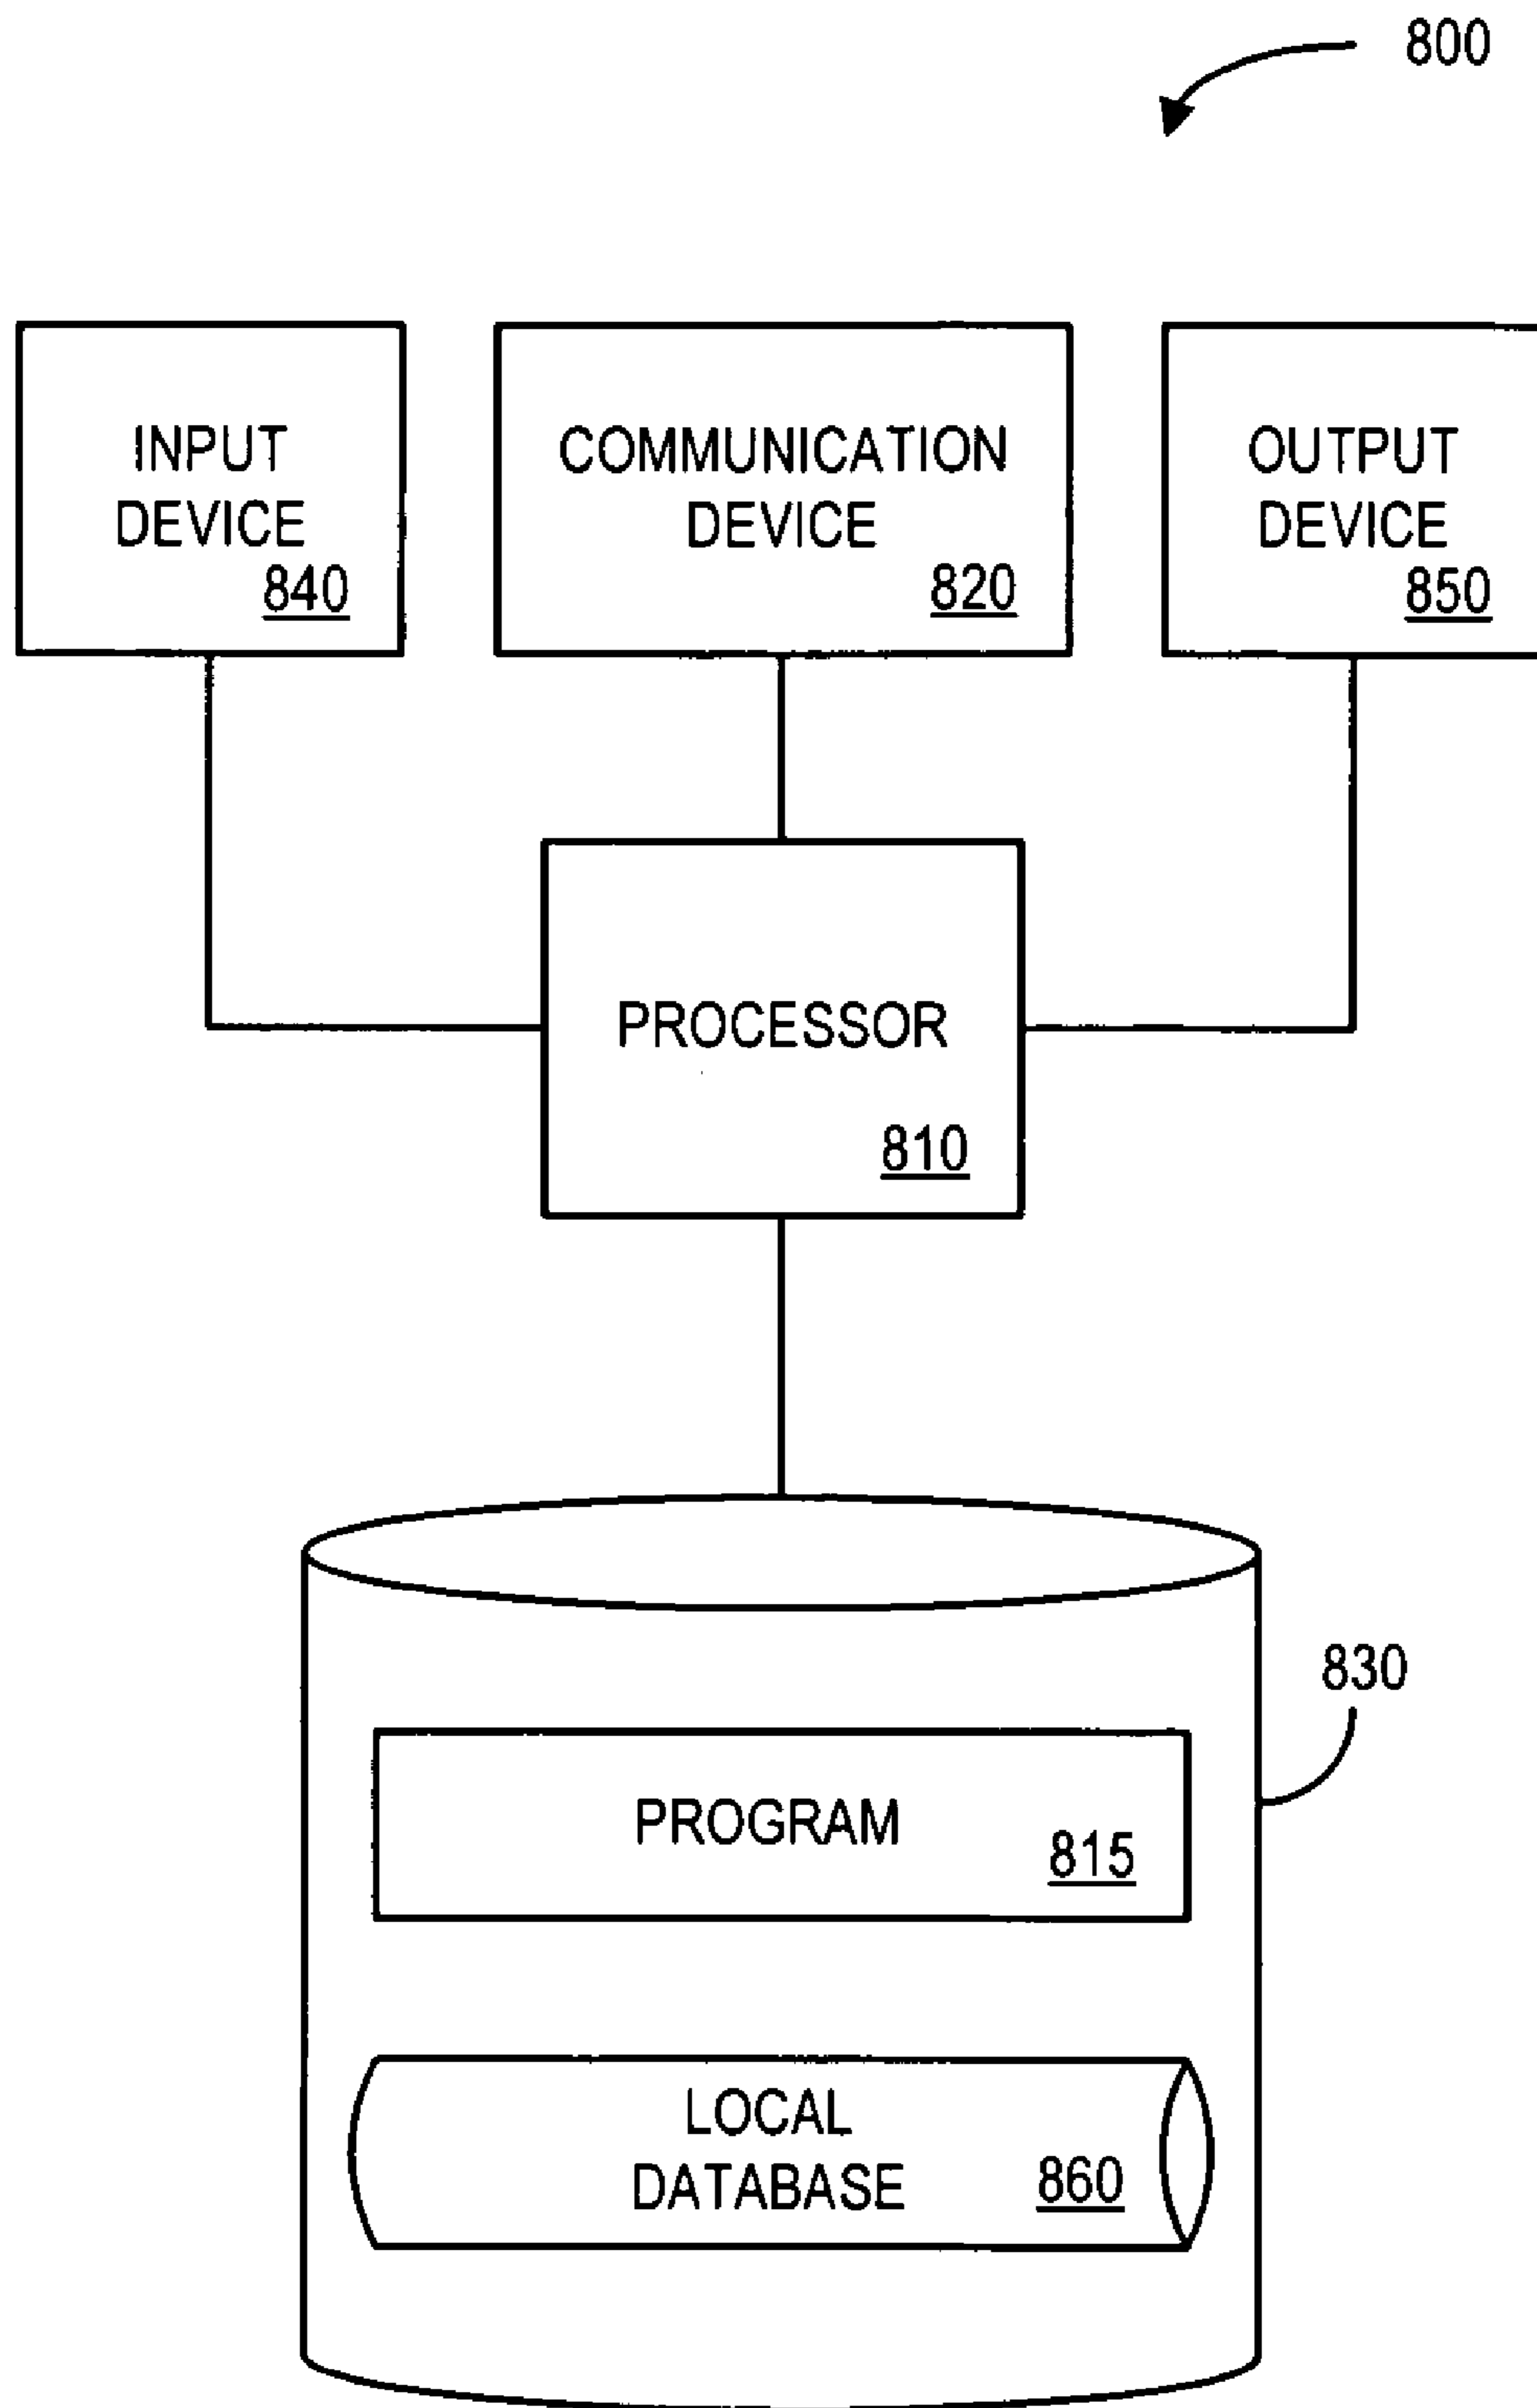 800
INPUT
DEVICE
840
COMMUNICATION
DEVICE
820
OUTPUT
DEVICE
850
PROCESSOR
810
830
PROGRAM
815
LOCAL
DATABASE
860